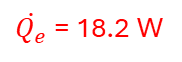 Q̇ₑ = 18.2 W